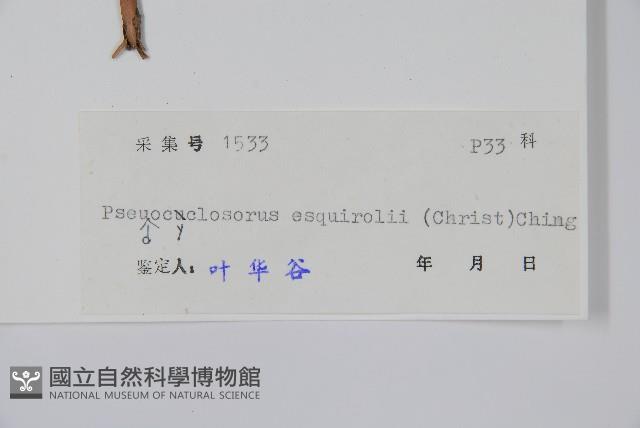 采集号 1533 P33 科
Pseuocuclosorus esquirolii (Christ)Ching
d y
鉴定人: 叶华谷 年 月 日
國立自然科學博物館
NATIONAL MUSEUM OF NATURAL SCIENCE